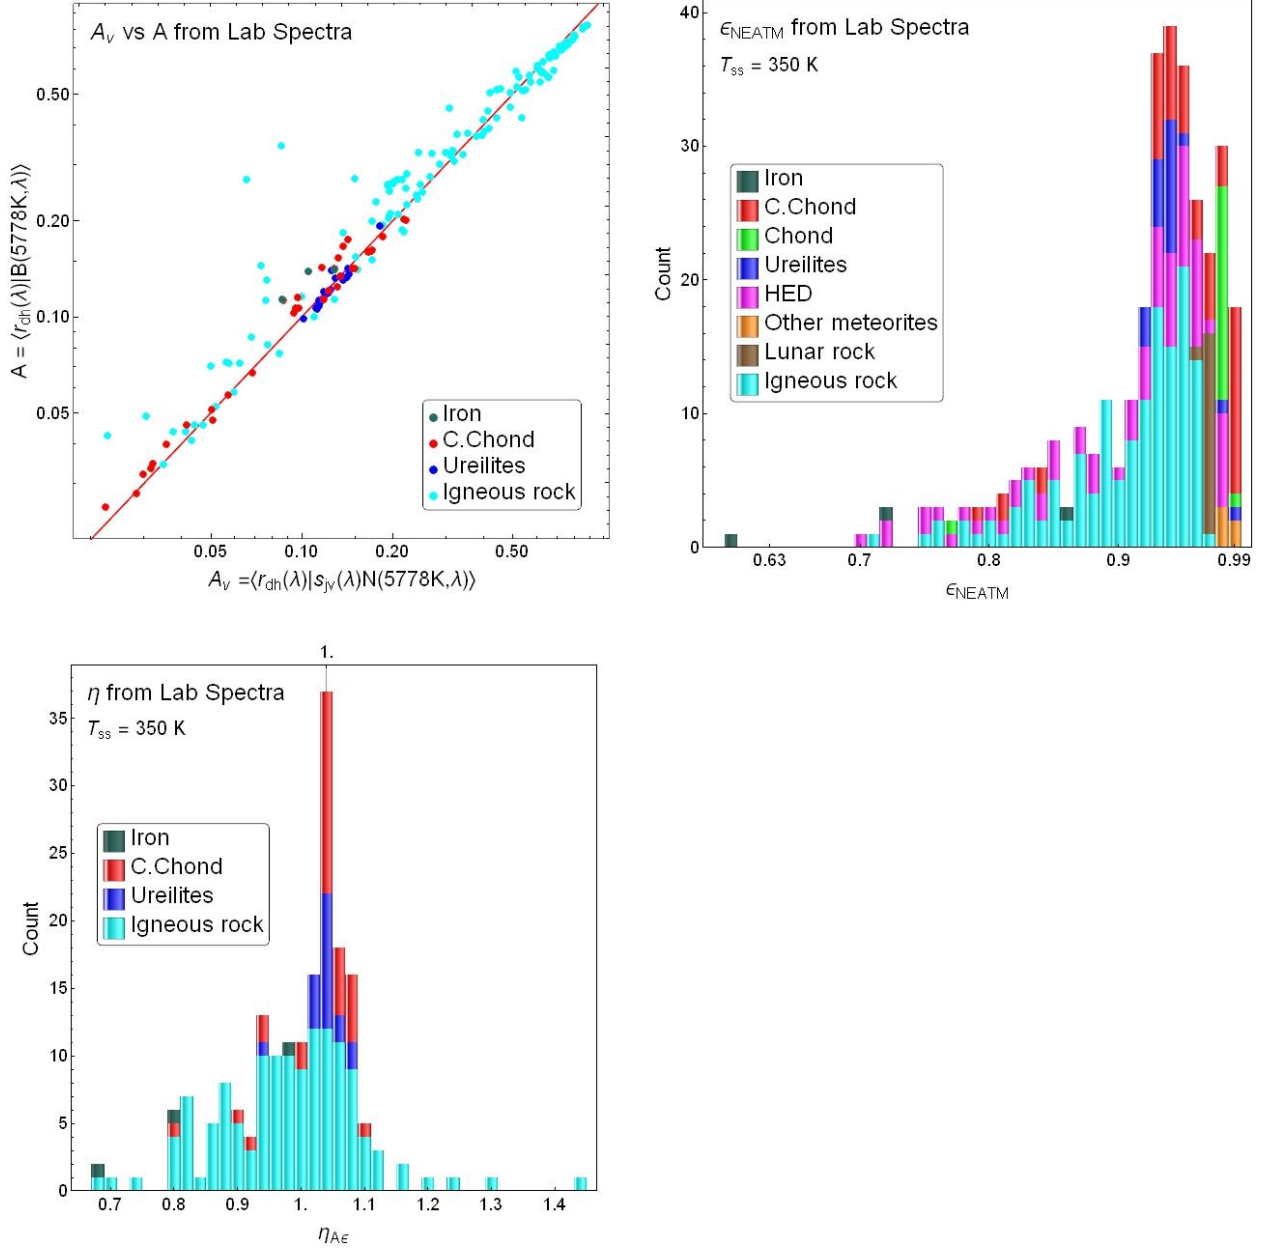 A_v vs A from Lab Spectra
A = ⟨r_dh(λ)|B(5778K,λ)⟩
0.50
0.20
0.10
0.05
Iron
C.Chond
Ureilites
Igneous rock
0.05 0.10 0.20 0.50
A_v =⟨r_dh(λ)|s_jv(λ)N(5778K,λ)⟩
ϵ_NEATM from Lab Spectra
T_ss = 350 K
Count
40
30
20
10
0
Iron
C.Chond
Chond
Ureilites
HED
Other meteorites
Lunar rock
Igneous rock
0.63 0.7 0.8 0.9 0.99
ϵ_NEATM
1.
η from Lab Spectra
T_ss = 350 K
Count
35
30
25
20
15
10
5
0
Iron
C.Chond
Ureilites
Igneous rock
0.7 0.8 0.9 1. 1.1 1.2 1.3 1.4
η_Aϵ